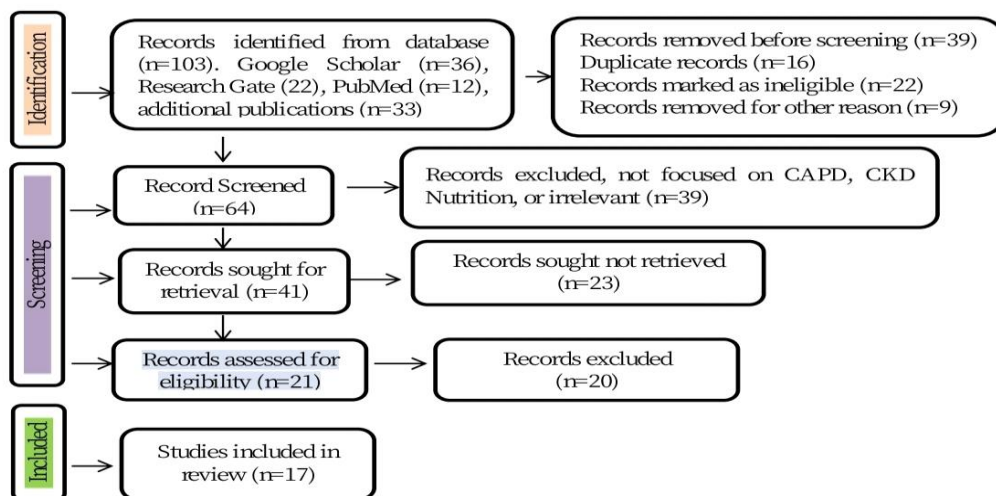 Identification
Records identified from database
(n=103). Google Scholar (n=36),
Research Gate (22), PubMed (n=12),
additional publications (n=33)
Records removed before screening (n=39)
Duplicate records (n=16)
Records marked as ineligible (n=22)
Records removed for other reason (n=9)
Screening
Record Screened
(n=64)
Records excluded, not focused on CAPD, CKD
Nutrition, or irrelevant (n=39)
Records sought for
retrieval (n=41)
Records sought not retrieved
(n=23)
Records assessed for
eligibility (n=21)
Records excluded
(n=20)
Included
Studies included in
review (n=17)